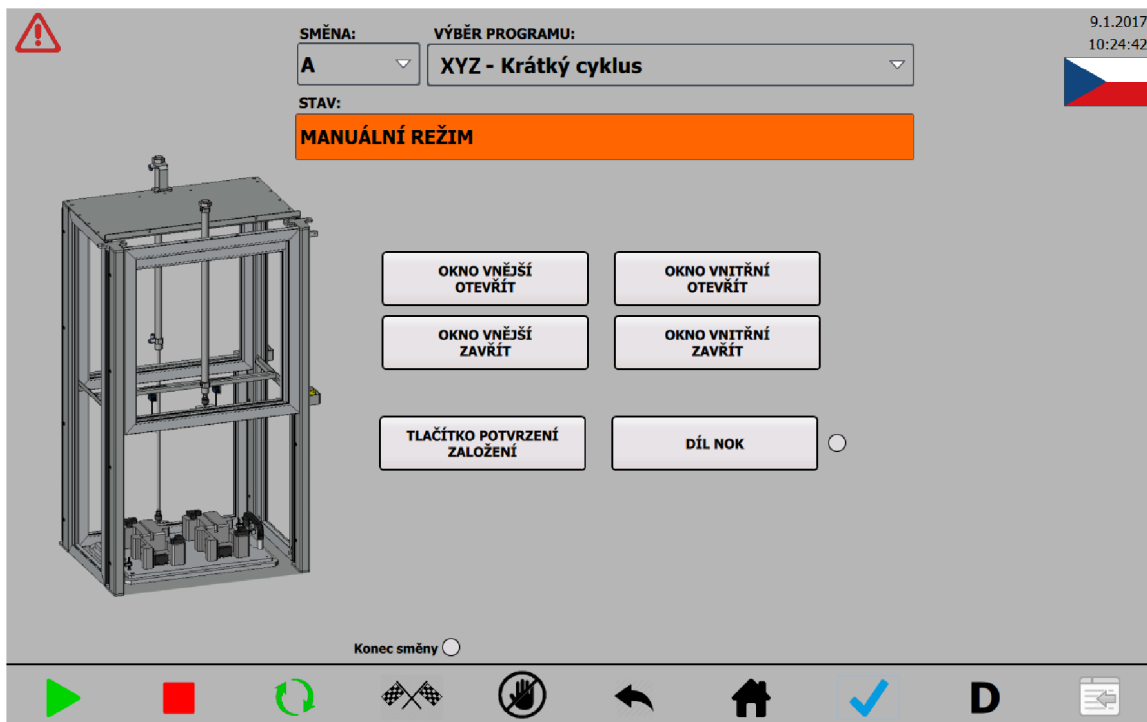 9.1.2017
10:24:42
SMĚNA:
VÝBĚR PROGRAMU:
A
XYZ - Krátký cyklus
STAV:
MANUÁLNÍ REŽIM
OKNO VNĚJŠÍ
OTEVŘÍT
OKNO VNITŘNÍ
OTEVŘÍT
OKNO VNĚJŠÍ
ZAVŘÍT
OKNO VNITŘNÍ
ZAVŘÍT
TLAČÍTKO POTVRZENÍ
ZALOŽENÍ
DÍL NOK
Konec směny
D